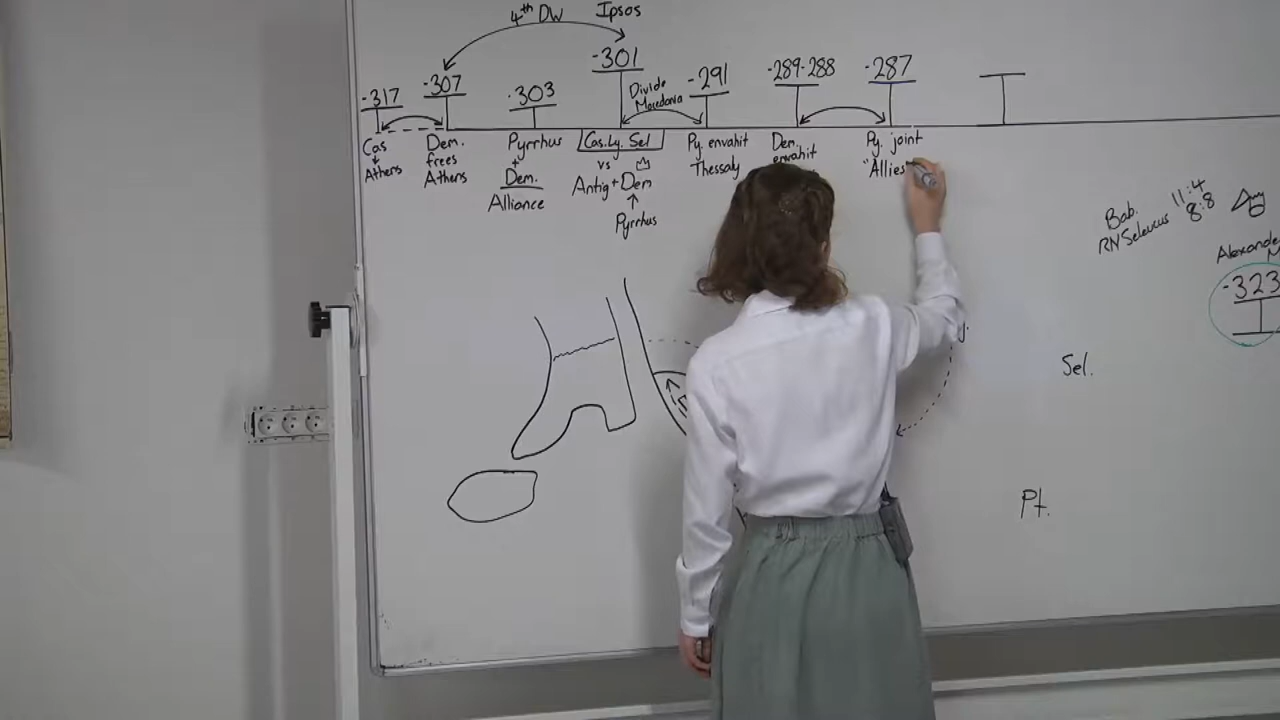 4th DW
Ipsos
-317
-307
-303
-301
Divide
Macedonia
-291
-289-288
-287
Cas
Athens
Dem.
frees
Athens
Pyrrhus
+
Dem.
Alliance
Cas. Ly. Sel
vs
Antig + Dem
Pyrrhus
Py. envahit
Thessaly
Dem.
envahit
Py. joint
"Allies"
Bab.
RN Seleucus
11:4
8:8
-323
Sel.
Pt.